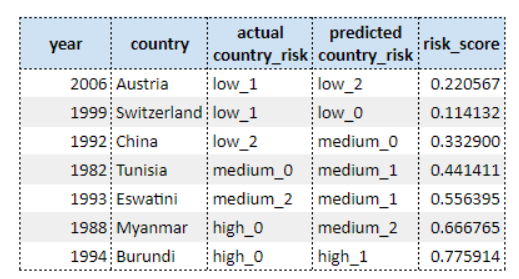 year country actual country_risk predicted country_risk risk_score
2006 Austria low_1 low_2 0.220567
1999 Switzerland low_1 low_0 0.114132
1992 China low_2 medium_0 0.332900
1982 Tunisia medium_0 medium_1 0.441411
1993 Eswatini medium_2 medium_1 0.556395
1988 Myanmar high_0 medium_2 0.666765
1994 Burundi high_0 high_1 0.775914